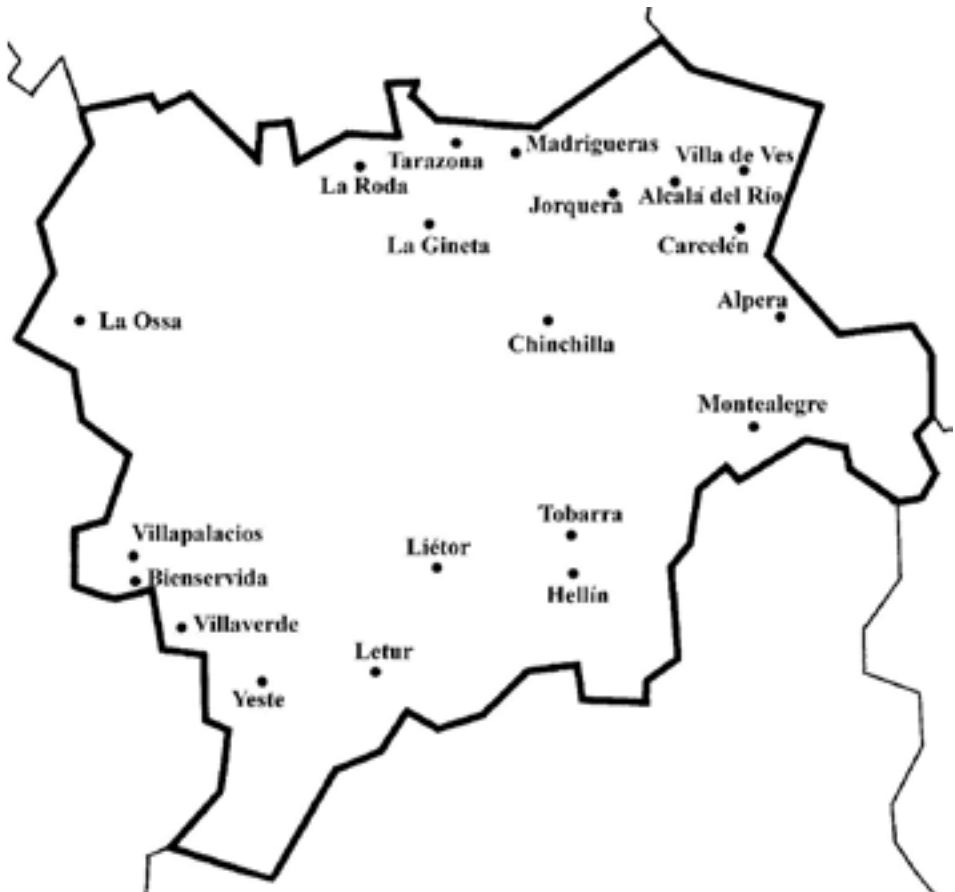 Madrigueras
Tarazona
Villa de Ves
La Roda
Alcalá del Río
Jorquera
La Gineta
Carcelén
Alpera
La Ossa
Chinchilla
Montealegre
Tobarra
Villapalacios
Liétor
Bienservida
Hellín
Villaverde
Letur
Yeste